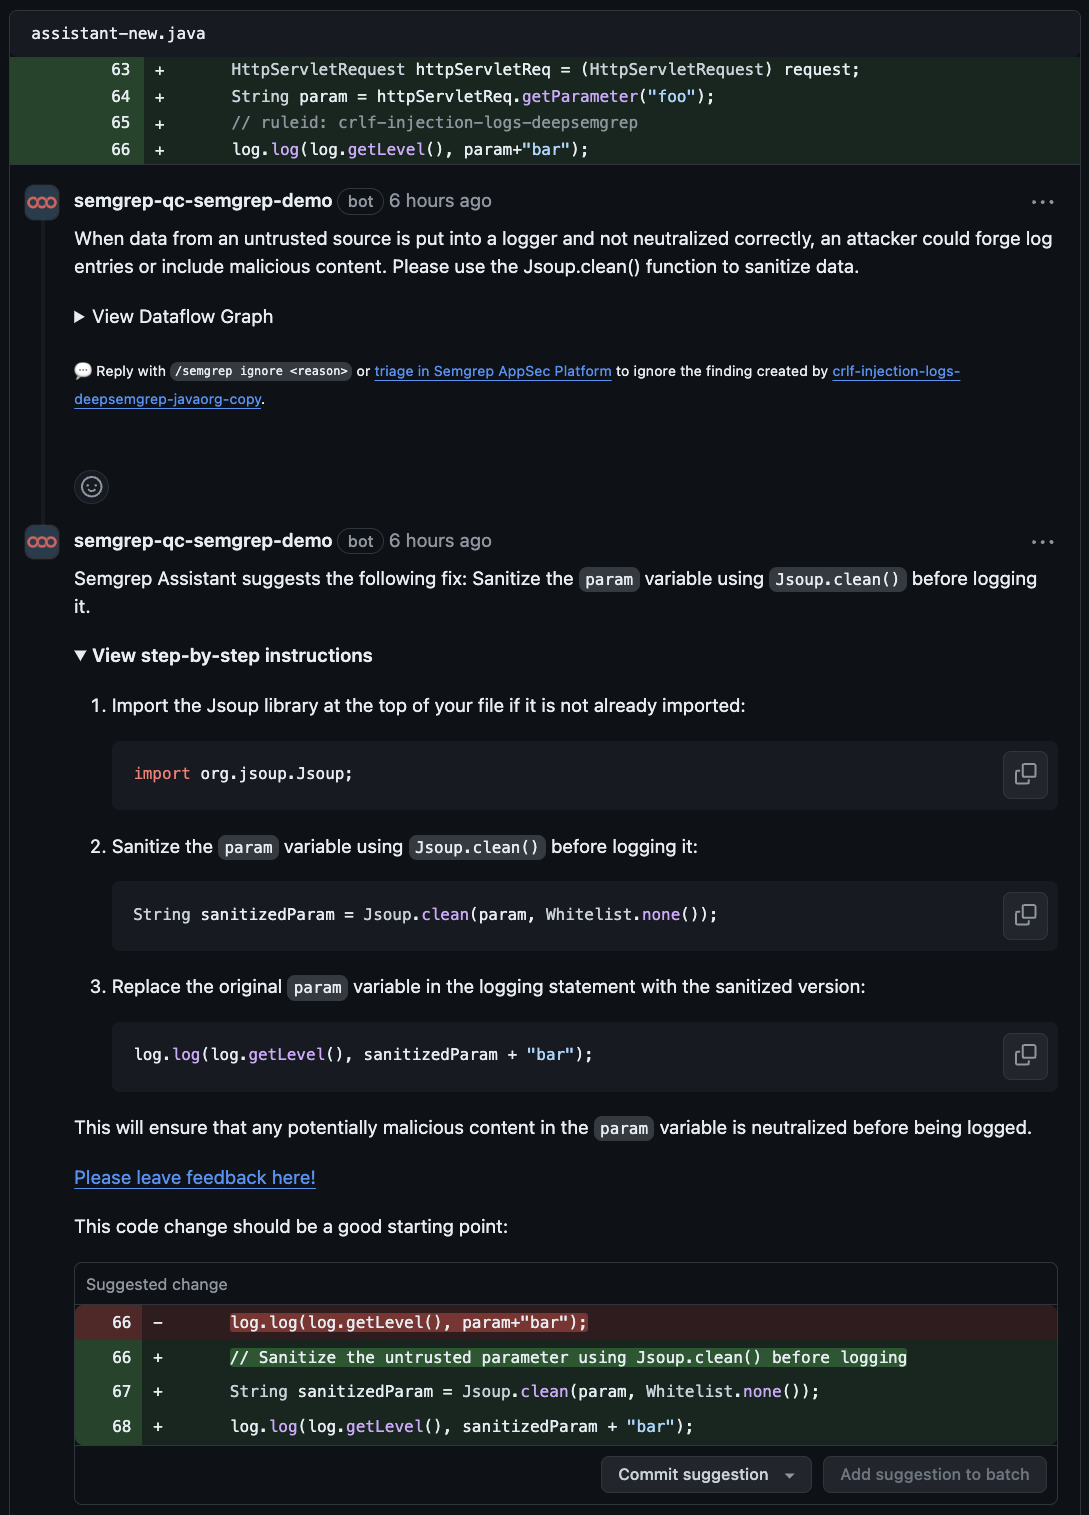 assistant-new.java
63 + HttpServletRequest httpServletReq = (HttpServletRequest) request;
64 + String param = httpServletReq.getParameter("foo");
65 + // ruleid: crlf-injection-logs-deepsemgrep
66 + log.log(log.getLevel(), param+"bar");
semgrep-qc-semgrep-demo bot 6 hours ago
When data from an untrusted source is put into a logger and not neutralized correctly, an attacker could forge log
entries or include malicious content. Please use the Jsoup.clean() function to sanitize data.
View Dataflow Graph
Reply with /semgrep ignore <reason> or triage in Semgrep AppSec Platform to ignore the finding created by crlf-injection-logs-
deepsemgrep-javaorg-copy.
semgrep-qc-semgrep-demo bot 6 hours ago
Semgrep Assistant suggests the following fix: Sanitize the param variable using Jsoup.clean() before logging
it.
View step-by-step instructions
1. Import the Jsoup library at the top of your file if it is not already imported:
import org.jsoup.Jsoup;
2. Sanitize the param variable using Jsoup.clean() before logging it:
String sanitizedParam = Jsoup.clean(param, Whitelist.none());
3. Replace the original param variable in the logging statement with the sanitized version:
log.log(log.getLevel(), sanitizedParam + "bar");
This will ensure that any potentially malicious content in the param variable is neutralized before being logged.
Please leave feedback here!
This code change should be a good starting point:
Suggested change
66 - log.log(log.getLevel(), param+"bar");
66 + // Sanitize the untrusted parameter using Jsoup.clean() before logging
67 + String sanitizedParam = Jsoup.clean(param, Whitelist.none());
68 + log.log(log.getLevel(), sanitizedParam + "bar");
Commit suggestion Add suggestion to batch